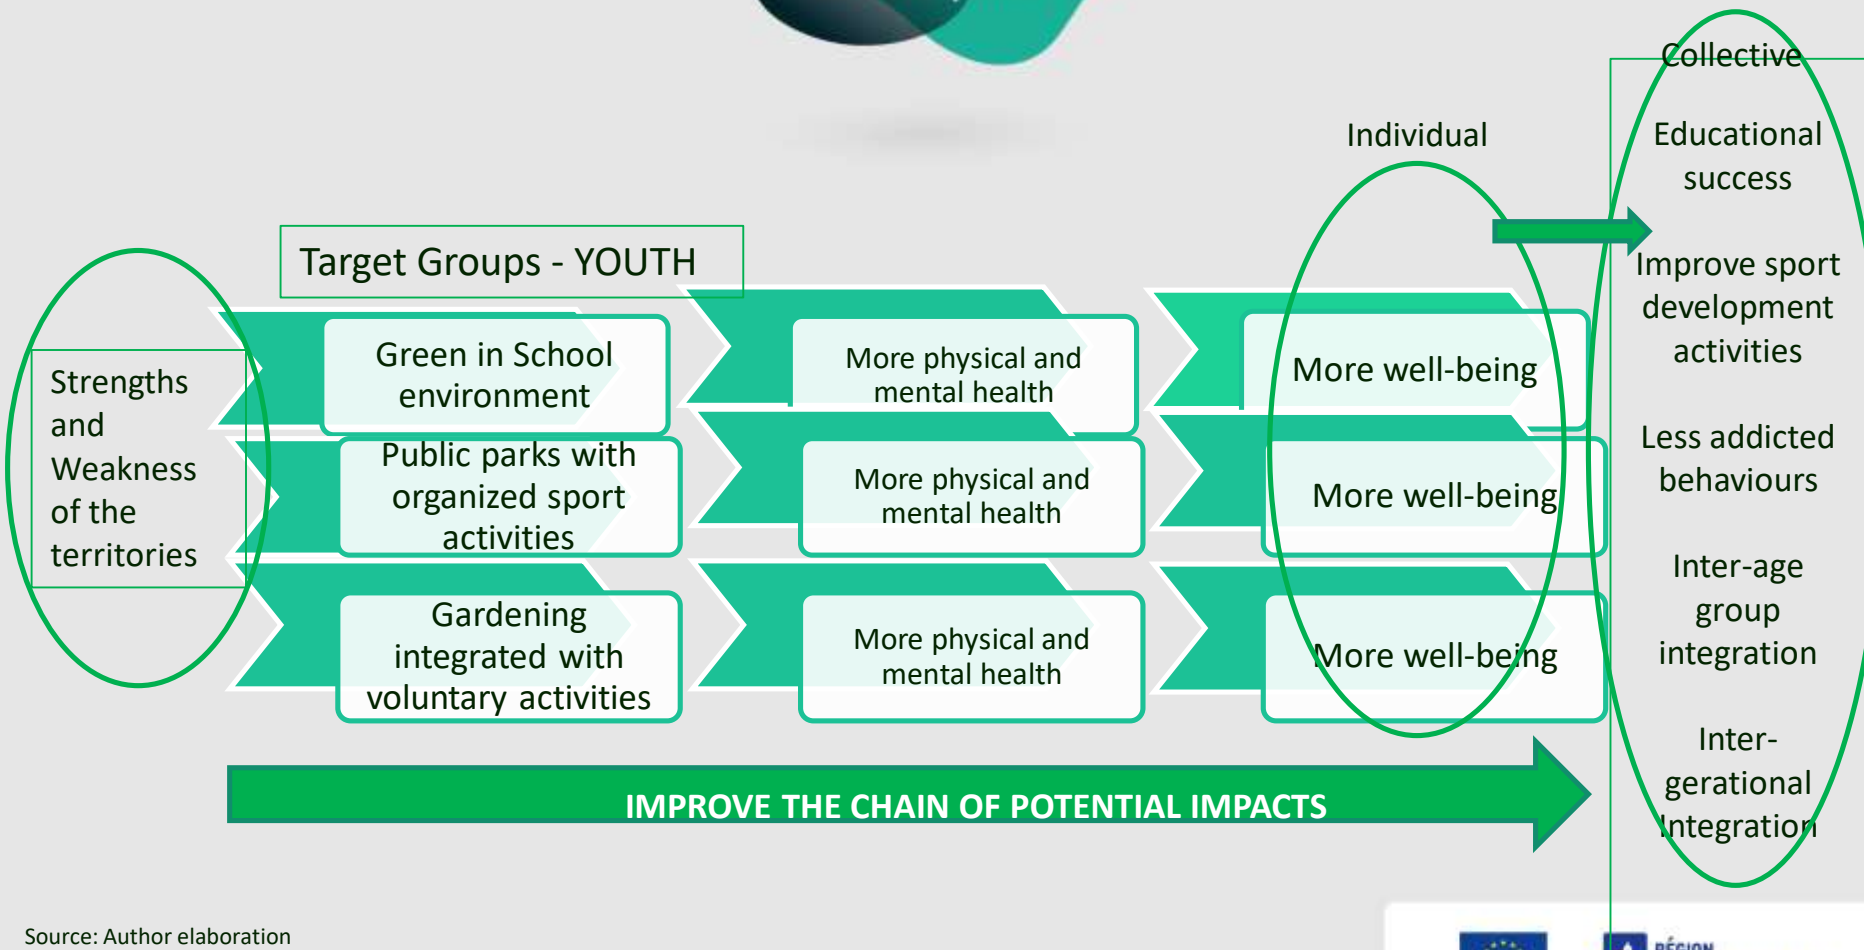 Collective
Individual
Educational
success
Target Groups - YOUTH
Improve sport
development
activities
Strengths
and
Weakness
of the
territories
Green in School
environment
More physical and
mental health
More well-being
Public parks with
organized sport
activities
More physical and
mental health
More well-being
Less addicted
behaviours
Gardening
integrated with
voluntary activities
More physical and
mental health
More well-being
Inter-age
group
integration
Inter-
gerational
Integration
IMPROVE THE CHAIN OF POTENTIAL IMPACTS
Source: Author elaboration
RÉGION